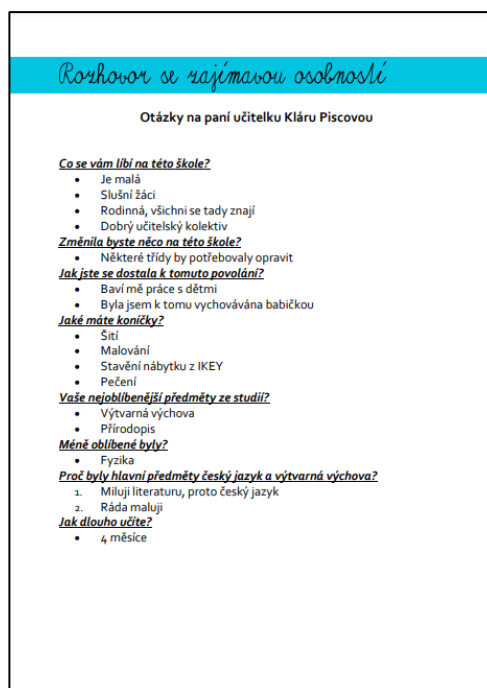 Rozhovor se zajímavou osobností
Otázky na paní učitelku Kláru Piscovou
Co se vám líbí na této škole?
• Je malá
• Slušní žáci
• Rodinná, všichni se tady znají
• Dobrý učitelský kolektiv
Změnila byste něco na této škole?
• Některé třídy by potřebovaly opravit
Jak jste se dostala k tomuto povolání?
• Baví mě práce s dětmi
• Byla jsem k tomu vychovávána babičkou
Jaké máte koníčky?
• Šití
• Malování
• Stavění nábytku z IKEY
• Pečení
Vaše nejoblíbenější předměty ze studií?
• Výtvarná výchova
• Přírodopis
Méně oblíbené byly?
• Fyzika
Proč byly hlavní předměty český jazyk a výtvarná výchova?
1. Miluji literaturu, proto český jazyk
2. Ráda maluji
Jak dlouho učíte?
• 4 měsíce